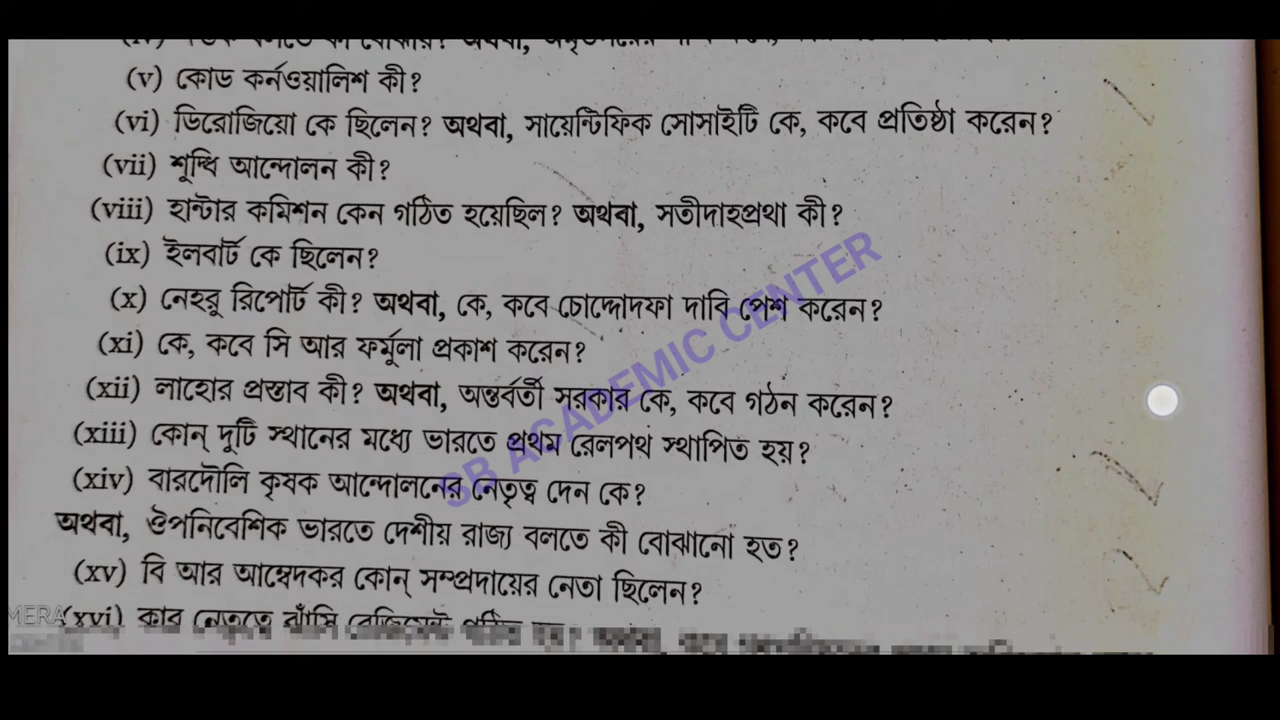 (v) কোড কর্নওয়ালিশ কী?
(vi) ডিরোজিয়ো কে ছিলেন? অথবা, সায়েন্টিফিক সোসাইটি কে, কবে প্রতিষ্ঠা করেন?
(vii) শুদ্ধি আন্দোলন কী?
(viii) হান্টার কমিশন কেন গঠিত হয়েছিল? অথবা, সতীদাহপ্রথা কী?
(ix) ইলবার্ট কে ছিলেন?
(x) নেহরু রিপোর্ট কী? অথবা, কে, কবে চোদ্দোদফা দাবি পেশ করেন?
(xi) কে, কবে সি আর ফর্মুলা প্রকাশ করেন?
(xii) লাহোর প্রস্তাব কী? অথবা, অন্তর্বর্তী সরকার কে, কবে গঠন করেন?
(xiii) কোন্ দুটি স্থানের মধ্যে ভারতে প্রথম রেলপথ স্থাপিত হয়?
(xiv) বারদৌলি কৃষক আন্দোলনের নেতৃত্ব দেন কে?
অথবা, ঔপনিবেশিক ভারতে দেশীয় রাজ্য বলতে কী বোঝানো হত?
(xv) বি আর আম্বেদকর কোন্ সম্প্রদায়ের নেতা ছিলেন?
(xvi) কার নেতৃত্বে ঝাঁসি রেজিমেন্ট গঠিত হয়?
SB ACADEMIC CENTER